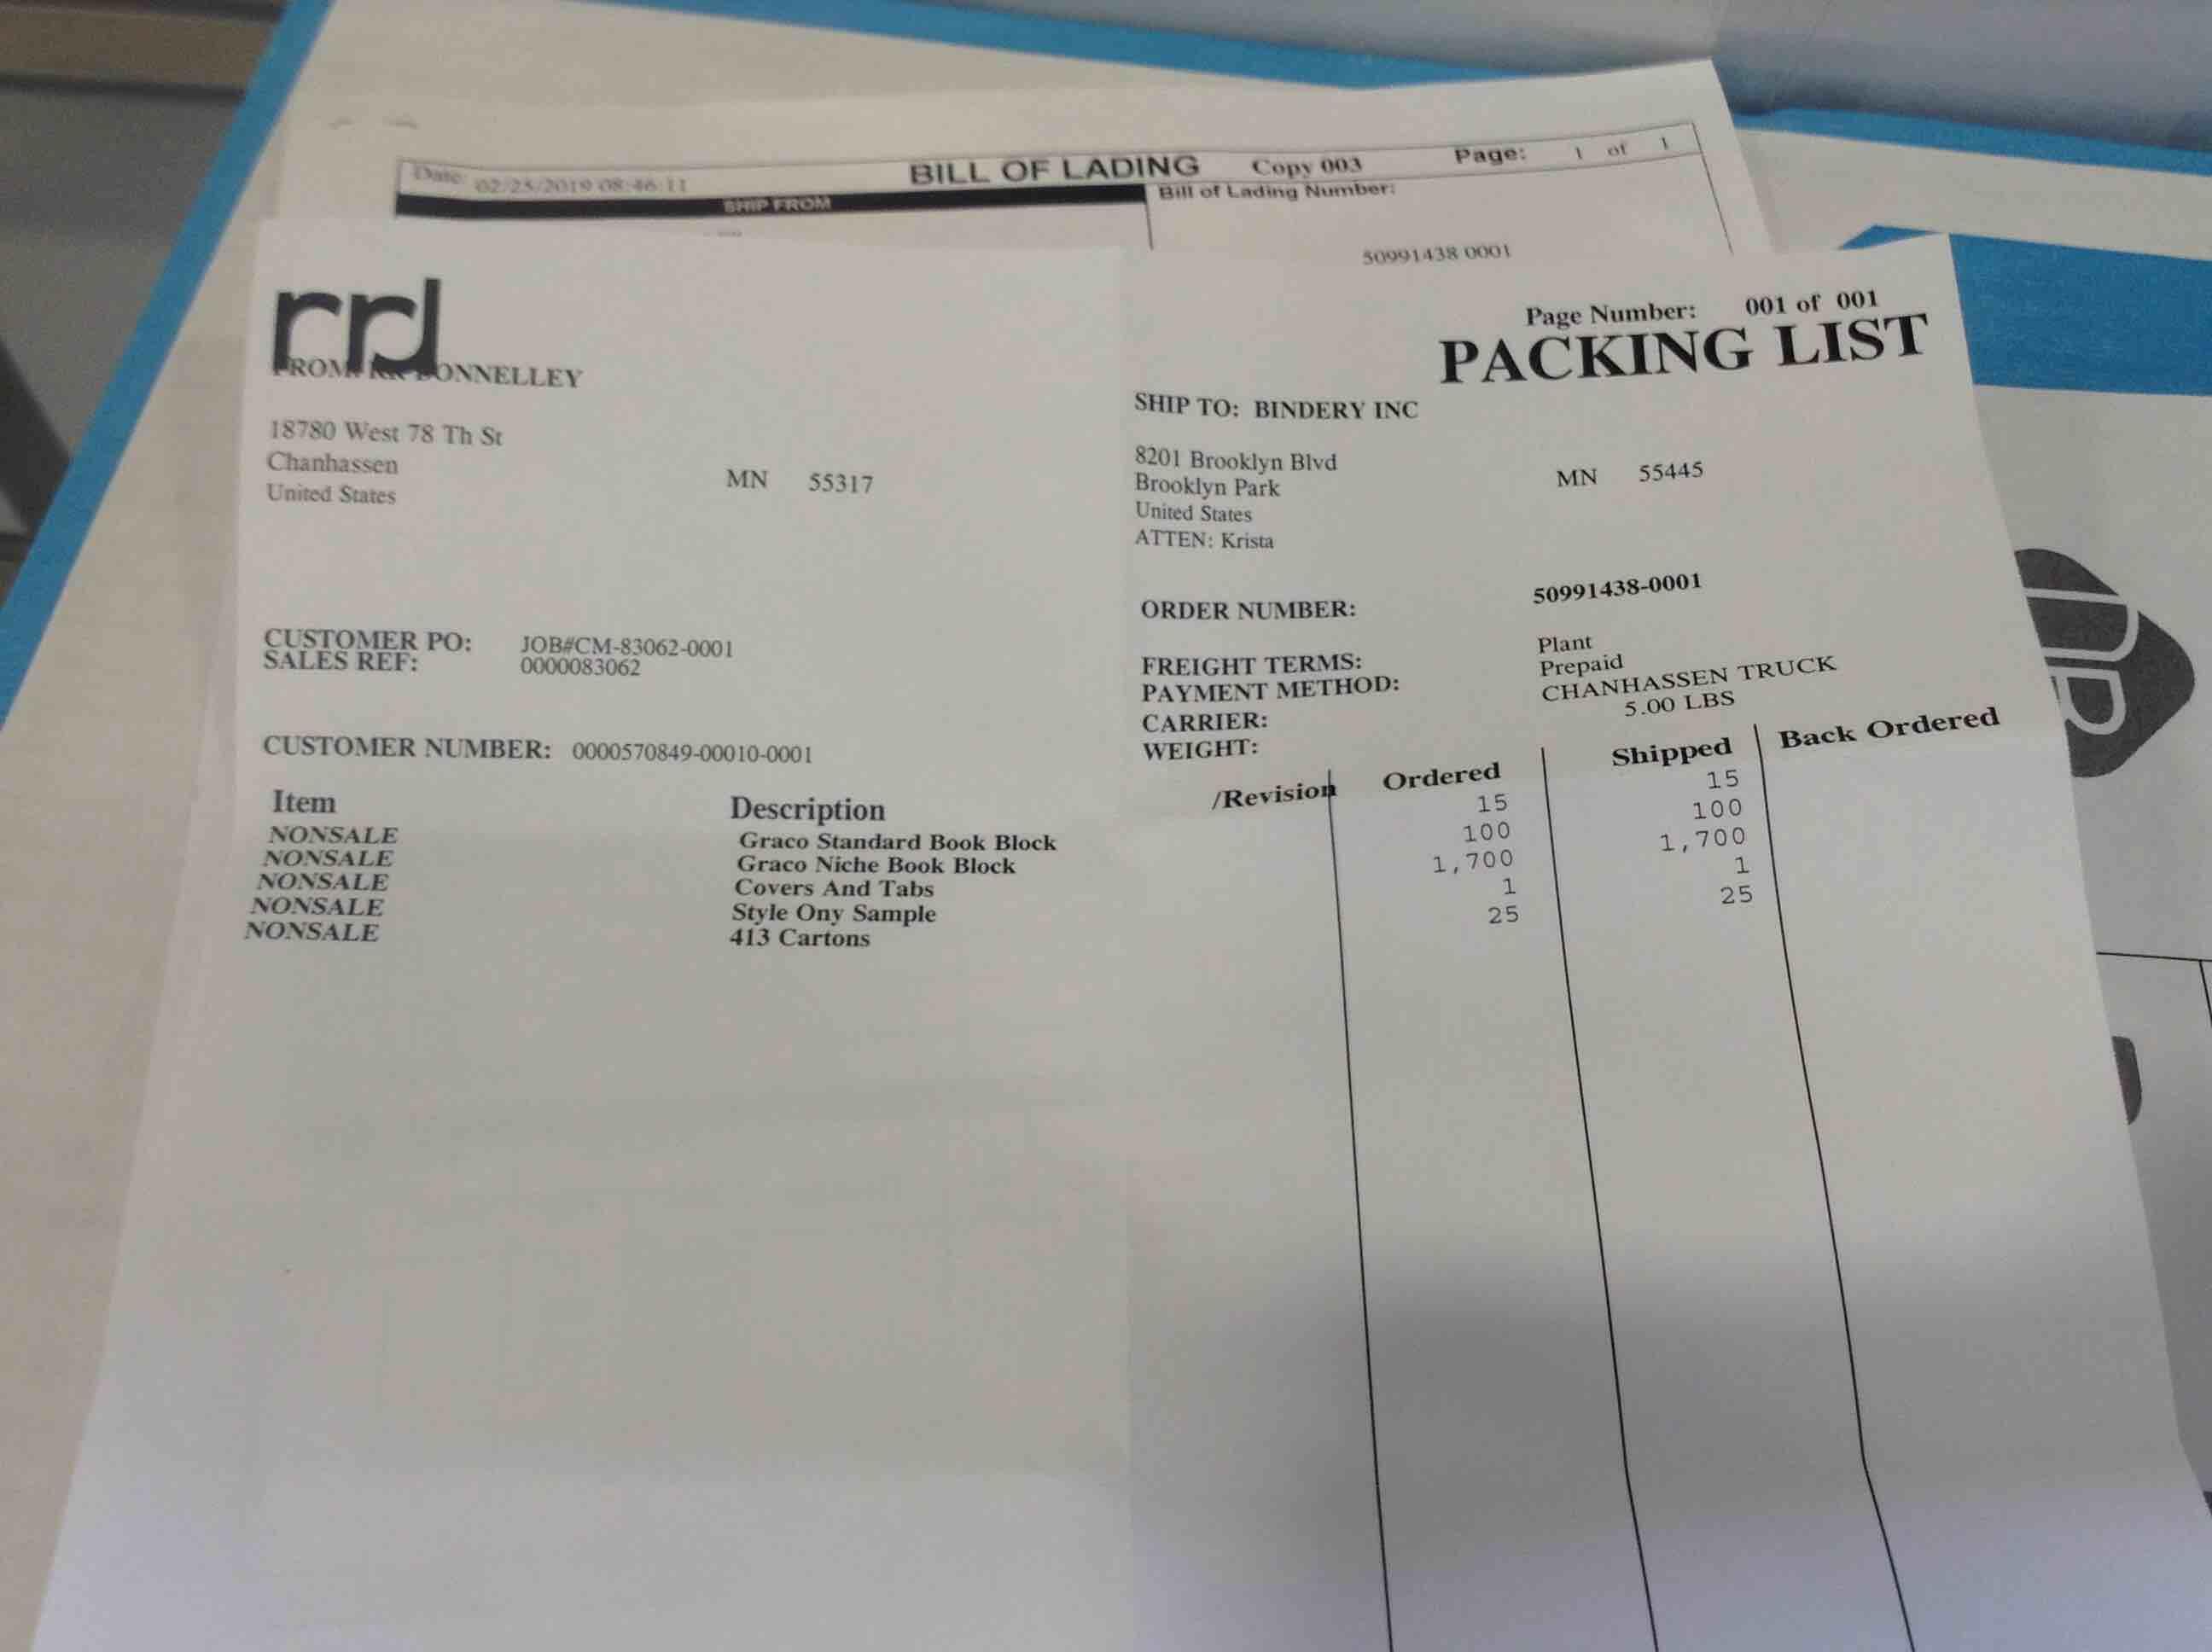 Date: 02/25/2019 08:46:11 BILL OF LADING Copy 003 Page: 1 of 1
SHIP FROM Bill of Lading Number:
50991438 0001
rrd
FROM: RR DONNELLEY
18780 West 78 Th St
Chanhassen
MN 55317
United States
Page Number: 001 of 001
PACKING LIST
SHIP TO: BINDERY INC
8201 Brooklyn Blvd
Brooklyn Park
MN 55445
United States
ATTEN: Krista
CUSTOMER PO: JOB#CM-83062-0001
SALES REF: 0000083062
CUSTOMER NUMBER: 0000570849-00010-0001
ORDER NUMBER: 50991438-0001
FREIGHT TERMS: Plant
PAYMENT METHOD: Prepaid
CARRIER: CHANHASSEN TRUCK
WEIGHT: 5.00 LBS
Item Description /Revision Ordered Shipped Back Ordered
NONSALE Graco Standard Book Block 15 15
NONSALE Graco Niche Book Block 100 100
NONSALE Covers And Tabs 1,700 1,700
NONSALE Style Ony Sample 1 1
NONSALE 413 Cartons 25 25